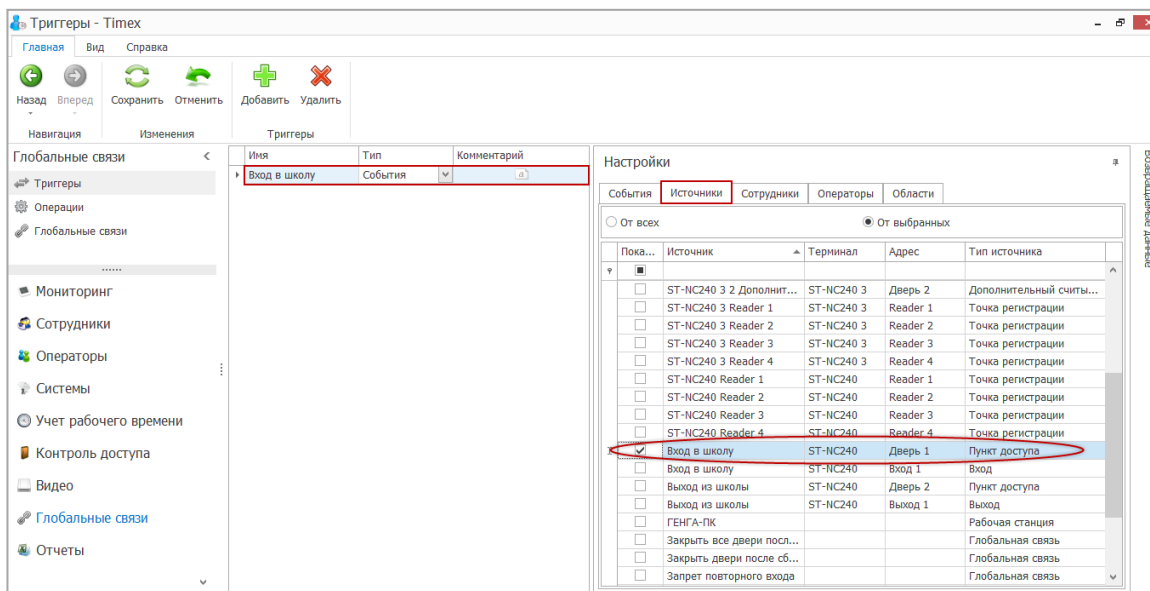 Триггеры - Timex
Главная Вид Справка
Назад Вперед Сохранить Отменить Добавить Удалить
Навигация Изменения Триггеры
Глобальные связи
Триггеры
Операции
Глобальные связи
Мониторинг
Сотрудники
Операторы
Системы
Учет рабочего времени
Контроль доступа
Видео
Глобальные связи
Отчеты
Имя Тип Комментарий
Вход в школу События a
Настройки
События Источники Сотрудники Операторы Области
От всех От выбранных
Пока... Источник Терминал Адрес Тип источника
ST-NC240 3 2 Дополнит... ST-NC240 3 Дверь 2 Дополнительный считы...
ST-NC240 3 Reader 1 ST-NC240 3 Reader 1 Точка регистрации
ST-NC240 3 Reader 2 ST-NC240 3 Reader 2 Точка регистрации
ST-NC240 3 Reader 3 ST-NC240 3 Reader 3 Точка регистрации
ST-NC240 3 Reader 4 ST-NC240 3 Reader 4 Точка регистрации
ST-NC240 Reader 1 ST-NC240 Reader 1 Точка регистрации
ST-NC240 Reader 2 ST-NC240 Reader 2 Точка регистрации
ST-NC240 Reader 3 ST-NC240 Reader 3 Точка регистрации
ST-NC240 Reader 4 ST-NC240 Reader 4 Точка регистрации
Вход в школу ST-NC240 Дверь 1 Пункт доступа
Вход в школу ST-NC240 Вход 1 Вход
Выход из школы ST-NC240 Дверь 2 Пункт доступа
Выход из школы ST-NC240 Выход 1 Выход
ГЕНГА-ПК Рабочая станция
Закрыть все двери посл... Глобальная связь
Закрыть двери после сб... Глобальная связь
Запрет повторного входа Глобальная связь
Возвращаемые данные